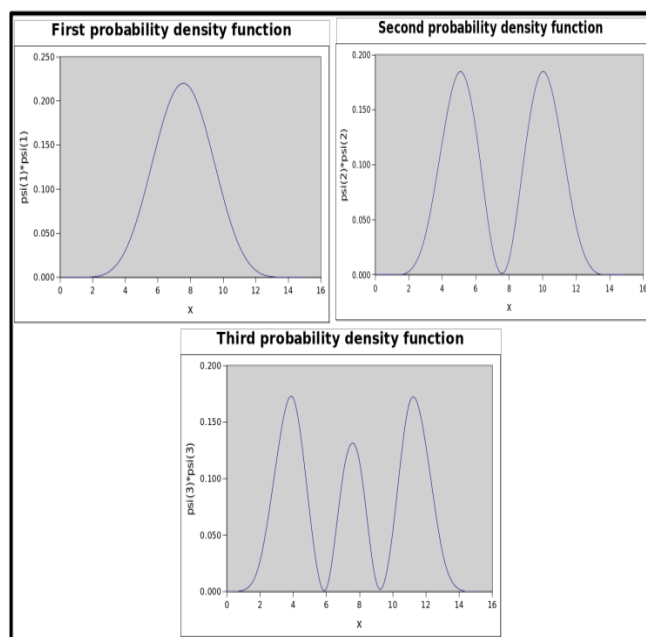 First probability density function
0.250
0.200
0.150
0.100
0.050
0.000
psi(1)*psi(1)
0 2 4 6 8 10 12 14 16
X
Second probability density function
0.200
0.150
0.100
0.050
0.000
psi(2)*psi(2)
0 2 4 6 8 10 12 14 16
X
Third probability density function
0.200
0.150
0.100
0.050
0.000
psi(3)*psi(3)
0 2 4 6 8 10 12 14 16
X